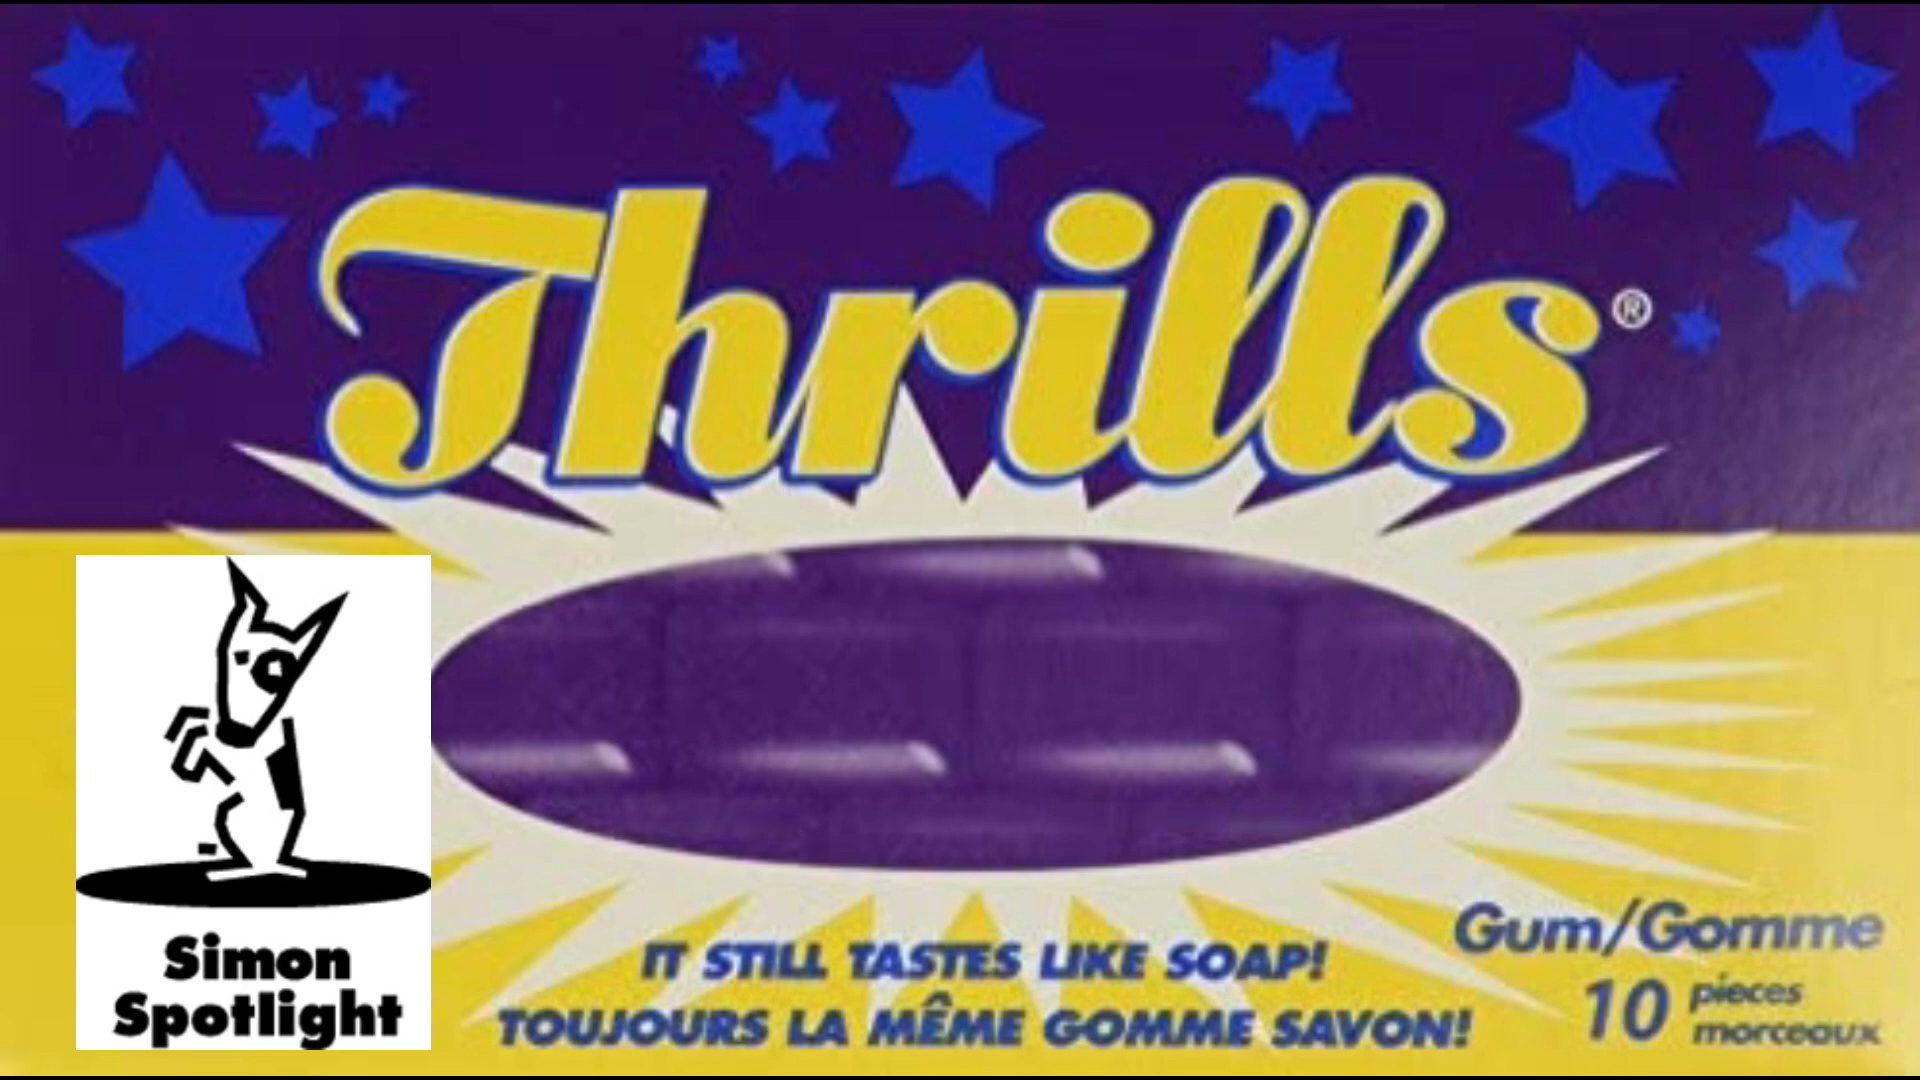 Thrills®
IT STILL TASTES LIKE SOAP!
TOUJOURS LA MÊME GOMME SAVON!
Gum/Gomme
10 pieces
morceaux
Simon
Spotlight